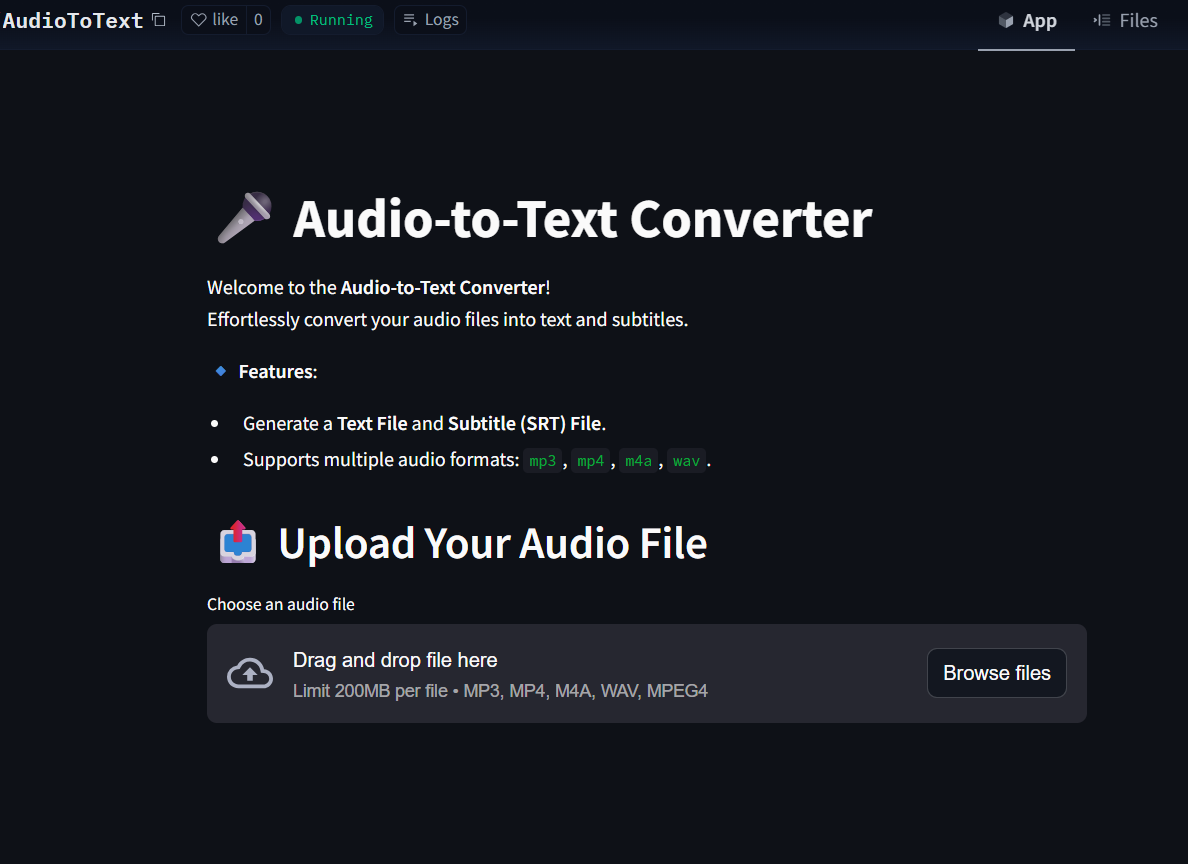 AudioToText like 0 Running Logs App Files
Audio-to-Text Converter
Welcome to the Audio-to-Text Converter!
Effortlessly convert your audio files into text and subtitles.
Features:
Generate a Text File and Subtitle (SRT) File.
Supports multiple audio formats: mp3, mp4, m4a, wav.
Upload Your Audio File
Choose an audio file
Drag and drop file here
Limit 200MB per file • MP3, MP4, M4A, WAV, MPEG4
Browse files